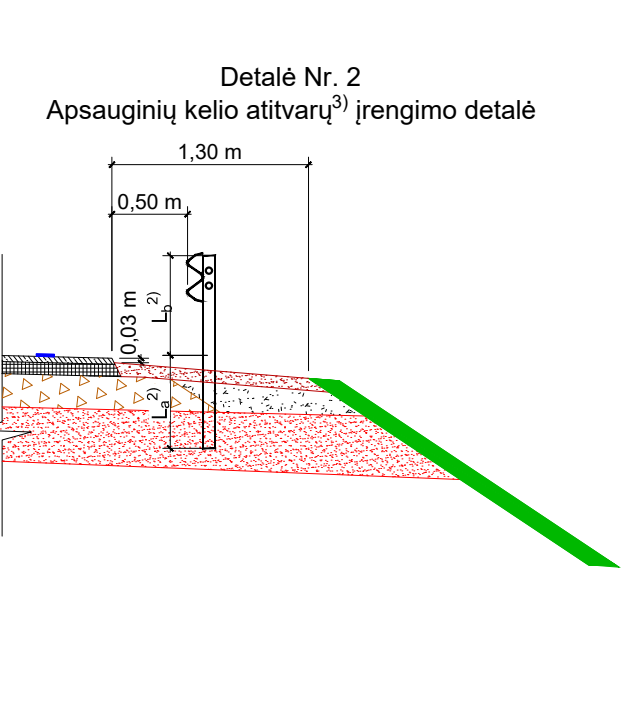 Detalė Nr. 2
Apsauginių kelio atitvarų3) įrengimo detalė
1,30 m
0,50 m
0,03 m
Lb2)
La2)